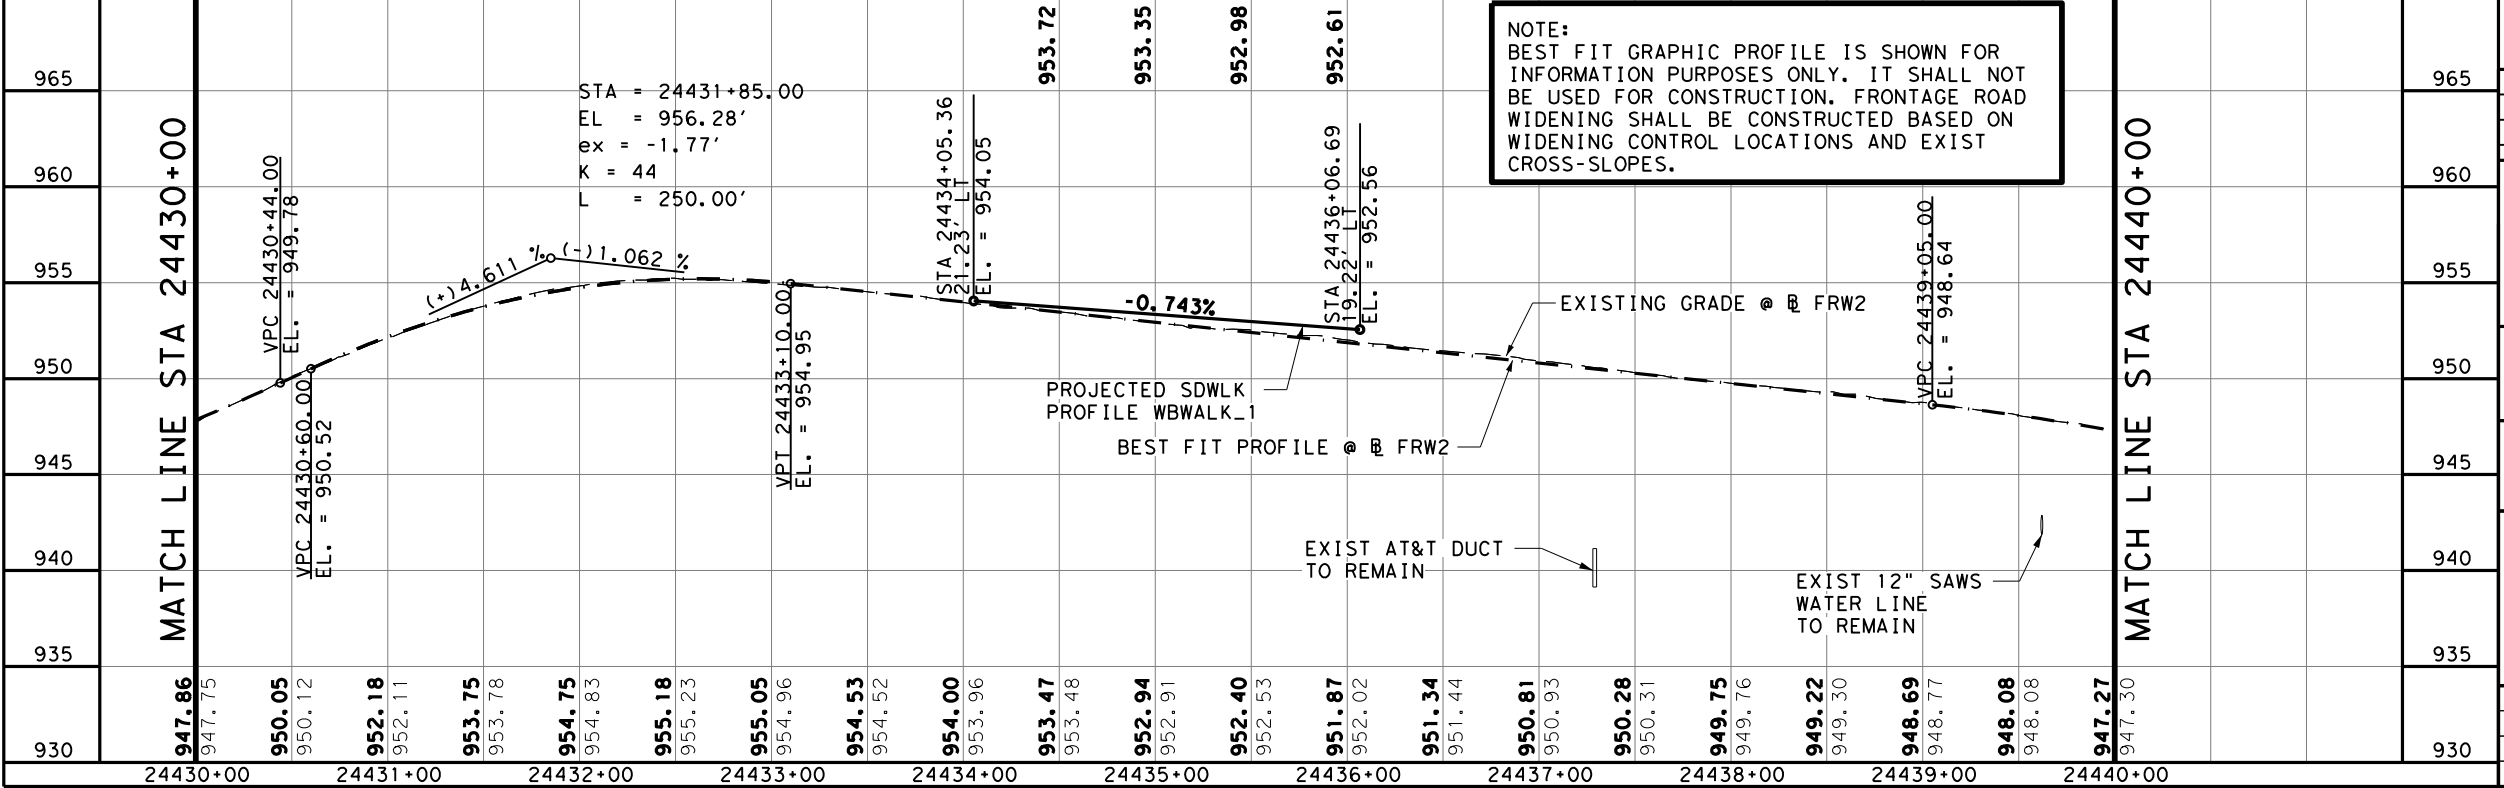 953.72
953.35
952.98
952.61
NOTE:
BEST FIT GRAPHIC PROFILE IS SHOWN FOR
INFORMATION PURPOSES ONLY. IT SHALL NOT
BE USED FOR CONSTRUCTION. FRONTAGE ROAD
WIDENING SHALL BE CONSTRUCTED BASED ON
WIDENING CONTROL LOCATIONS AND EXIST
CROSS-SLOPES.
965
960
955
950
945
940
935
930
MATCH LINE STA 24430+00
VPC 24430+44.00
EL. = 949.78
VPC 24430+60.00
EL. = 950.52
STA = 24431+85.00
EL = 956.28'
ex = -1.77'
K = 44
L = 250.00'
(+)4.611 %
(-)1.062 %
VPT 24433+10.00
EL. = 954.95
STA 24434+05.36
21.23' LT
EL. = 954.05
-0.743%
STA 24436+06.69
19.22' LT
EL. = 952.56
EXISTING GRADE @ BL FRW2
PROJECTED SDWLK
PROFILE WBWALK_1
BEST FIT PROFILE @ BL FRW2
VPC 24439+05.00
EL. = 948.64
EXIST AT&T DUCT
TO REMAIN
EXIST 12" SAWS
WATER LINE
TO REMAIN
MATCH LINE STA 24440+00
965
960
955
950
945
940
935
930
947.86
947.75
950.05
950.12
952.18
952.11
953.75
953.78
954.75
954.83
955.18
955.23
955.05
954.96
954.53
954.52
954.00
953.96
953.47
953.48
952.94
952.91
952.40
952.53
951.87
952.02
951.34
951.44
950.81
950.93
950.28
950.31
949.75
949.76
949.22
949.30
948.69
948.77
948.08
948.08
947.27
947.30
24430+00
24431+00
24432+00
24433+00
24434+00
24435+00
24436+00
24437+00
24438+00
24439+00
24440+00